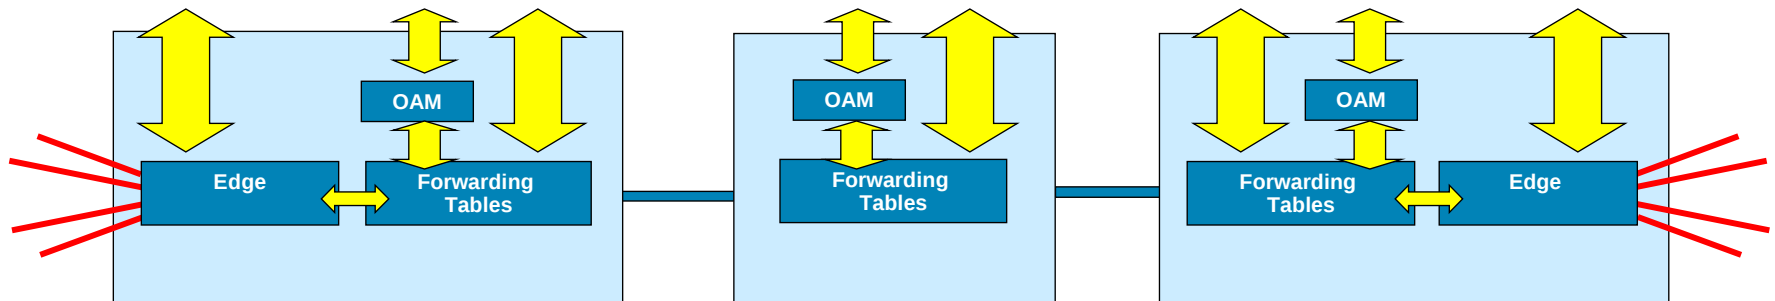 OAM
Edge
Forwarding
Tables
OAM
Forwarding
Tables
OAM
Forwarding
Tables
Edge